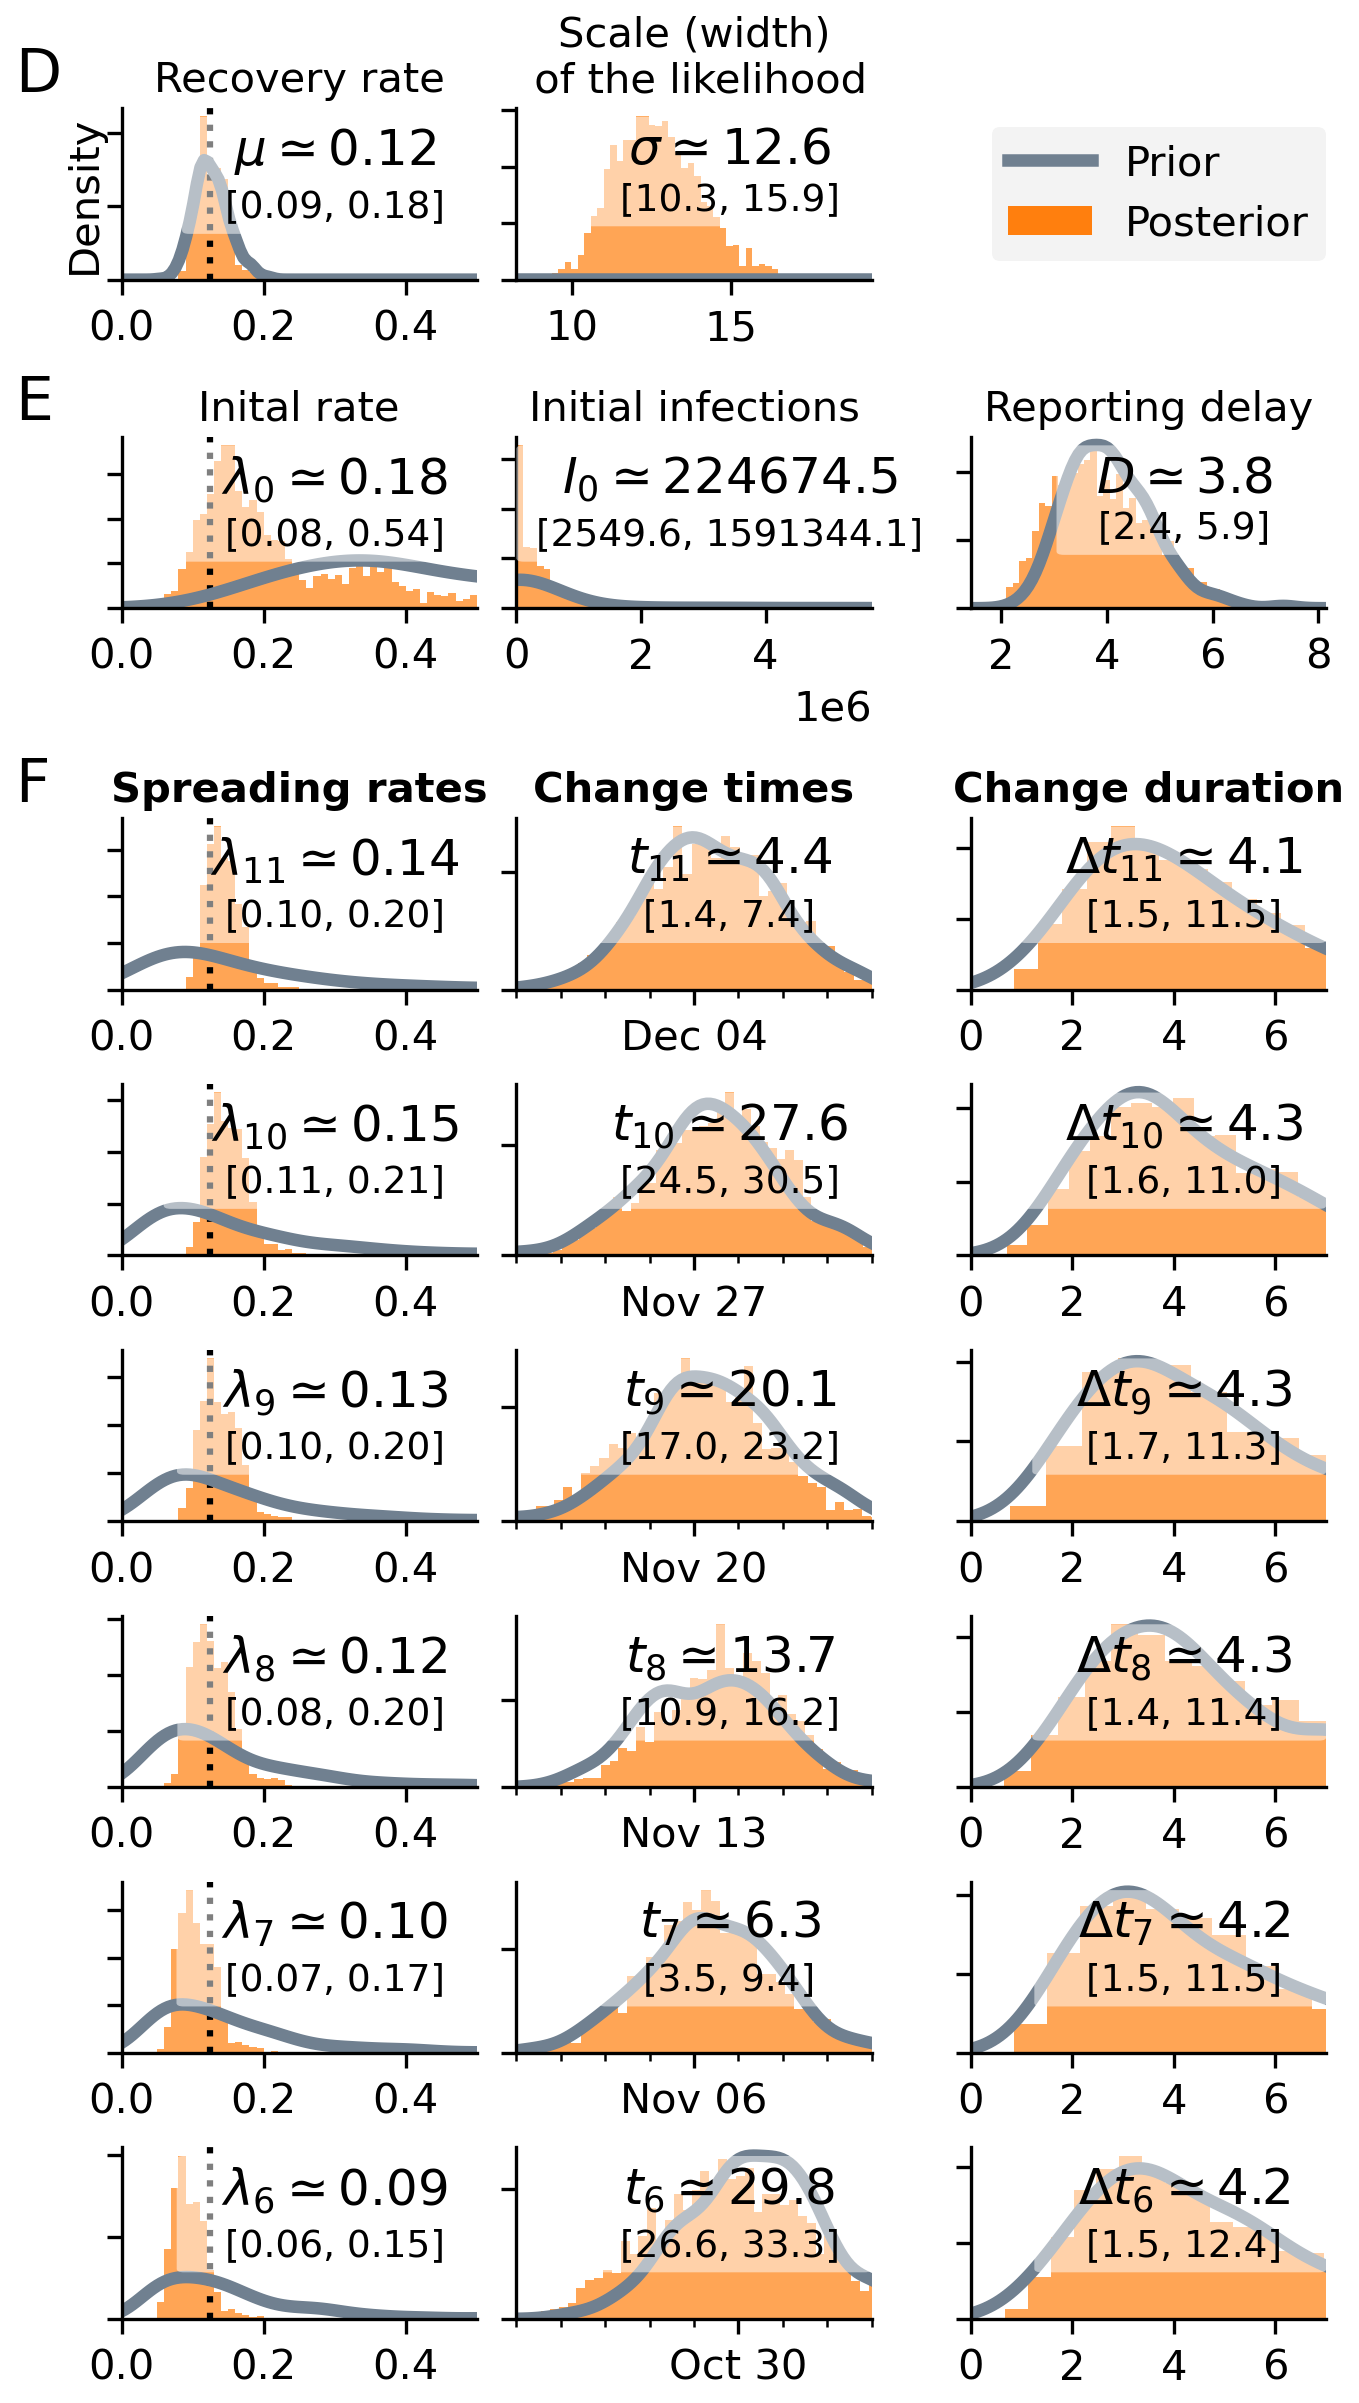 D
Recovery rate
Scale (width)
of the likelihood
Density
μ ≃ 0.12
[0.09, 0.18]
0.0 0.2 0.4
σ ≃ 12.6
[10.3, 15.9]
10 15
Prior
Posterior
E
Inital rate
λ0 ≃ 0.18
[0.08, 0.54]
0.0 0.2 0.4
Initial infections
I0 ≃ 224674.5
[2549.6, 1591344.1]
0 2 4
1e6
Reporting delay
D ≃ 3.8
[2.4, 5.9]
2 4 6 8
F
Spreading rates
Change times
Change duration
λ11 ≃ 0.14
[0.10, 0.20]
0.0 0.2 0.4
t11 ≃ 4.4
[1.4, 7.4]
Dec 04
Δt11 ≃ 4.1
[1.5, 11.5]
0 2 4 6
λ10 ≃ 0.15
[0.11, 0.21]
0.0 0.2 0.4
t10 ≃ 27.6
[24.5, 30.5]
Nov 27
Δt10 ≃ 4.3
[1.6, 11.0]
0 2 4 6
λ9 ≃ 0.13
[0.10, 0.20]
0.0 0.2 0.4
t9 ≃ 20.1
[17.0, 23.2]
Nov 20
Δt9 ≃ 4.3
[1.7, 11.3]
0 2 4 6
λ8 ≃ 0.12
[0.08, 0.20]
0.0 0.2 0.4
t8 ≃ 13.7
[10.9, 16.2]
Nov 13
Δt8 ≃ 4.3
[1.4, 11.4]
0 2 4 6
λ7 ≃ 0.10
[0.07, 0.17]
0.0 0.2 0.4
t7 ≃ 6.3
[3.5, 9.4]
Nov 06
Δt7 ≃ 4.2
[1.5, 11.5]
0 2 4 6
λ6 ≃ 0.09
[0.06, 0.15]
0.0 0.2 0.4
t6 ≃ 29.8
[26.6, 33.3]
Oct 30
Δt6 ≃ 4.2
[1.5, 12.4]
0 2 4 6